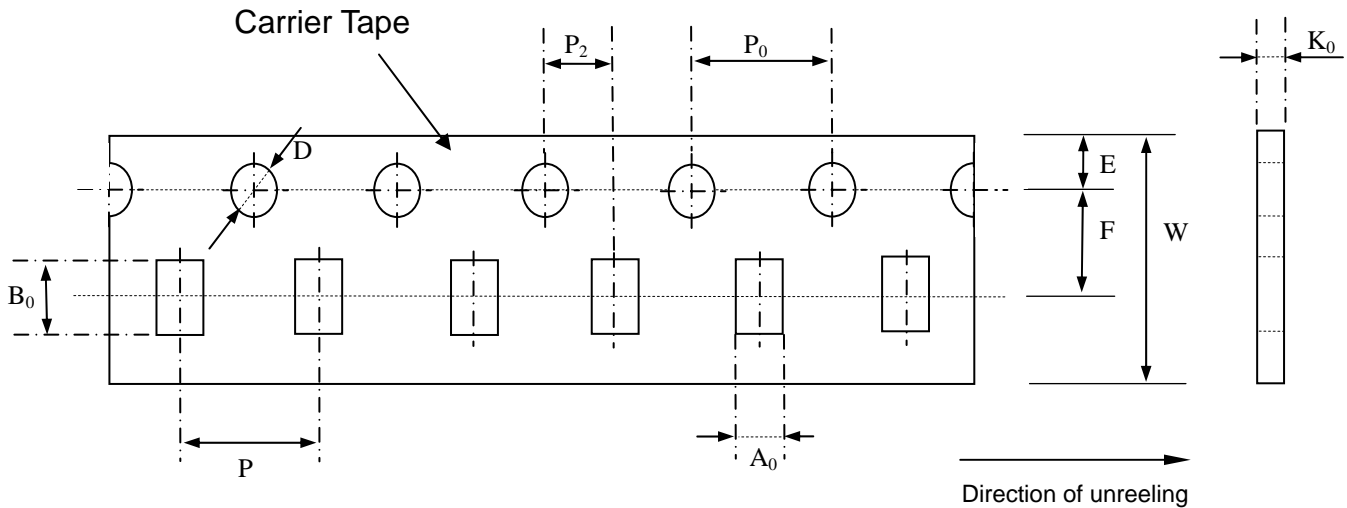 Carrier Tape
P₂
P₀
K₀
D
E
F
W
B₀
P
A₀
Direction of unreeling